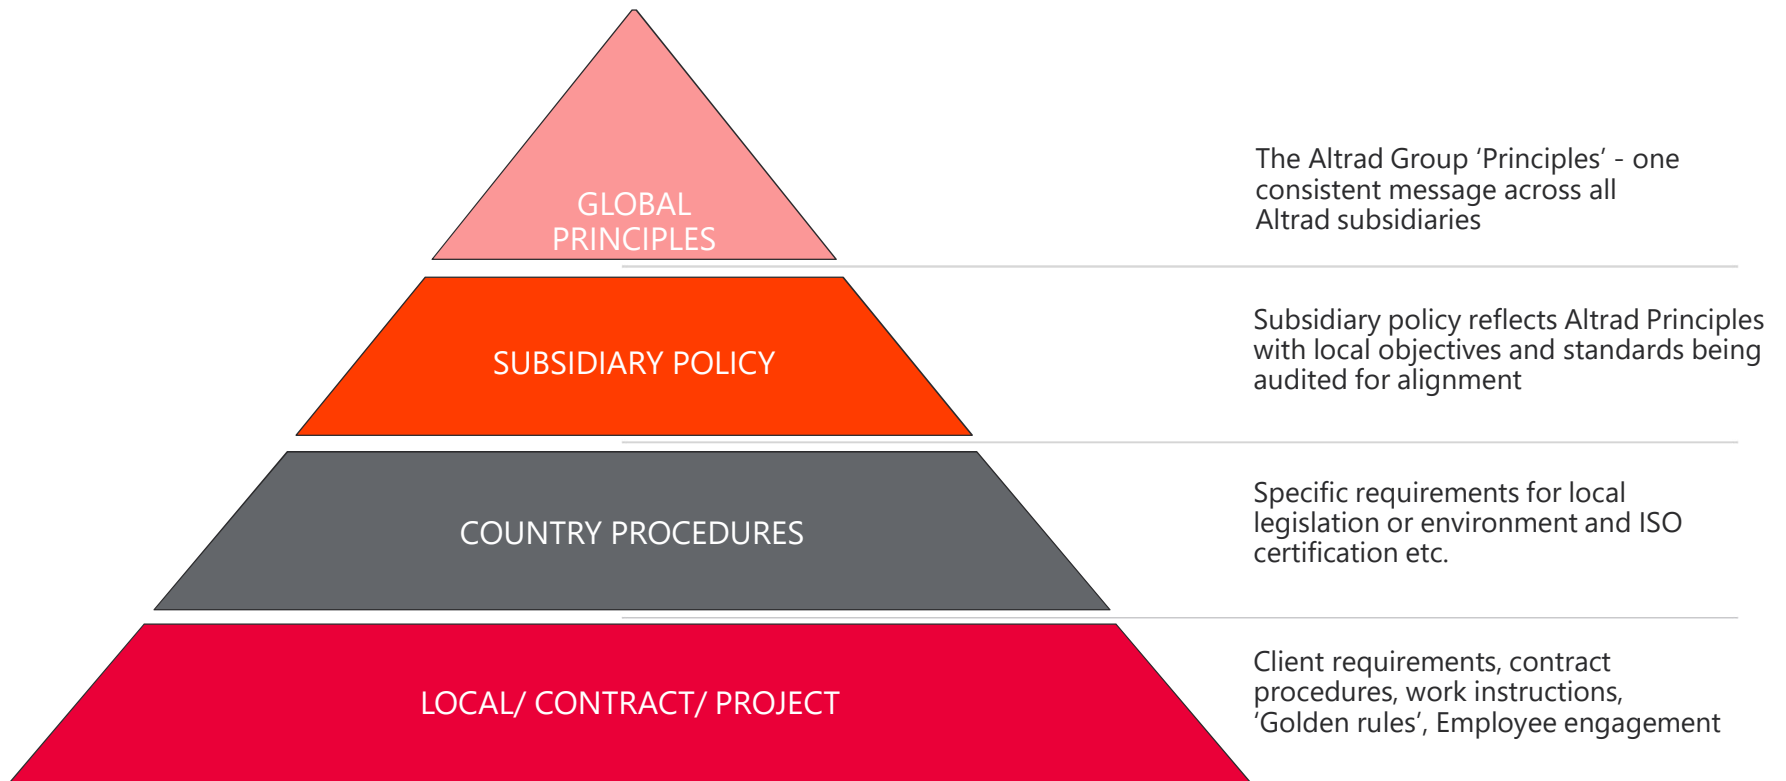 GLOBAL
PRINCIPLES
The Altrad Group ‘Principles’ - one
consistent message across all
Altrad subsidiaries
SUBSIDIARY POLICY
Subsidiary policy reflects Altrad Principles
with local objectives and standards being
audited for alignment
COUNTRY PROCEDURES
Specific requirements for local
legislation or environment and ISO
certification etc.
LOCAL/ CONTRACT/ PROJECT
Client requirements, contract
procedures, work instructions,
‘Golden rules’, Employee engagement